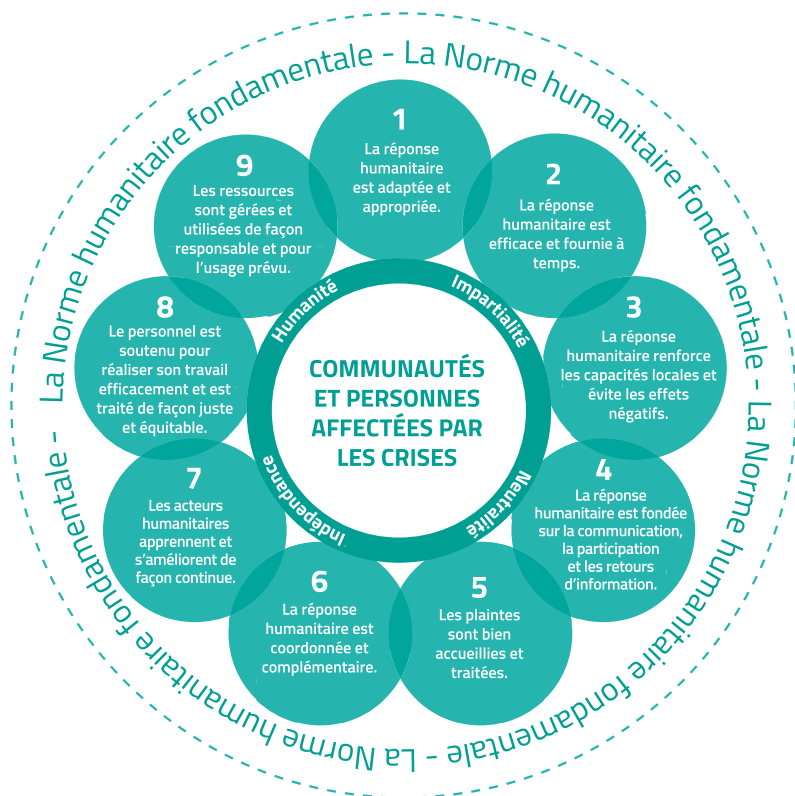 La Norme humanitaire fondamentale - La Norme humanitaire fondamentale - La Norme humanitaire fondamentale - La Norme humanitaire fondamentale -
1
La réponse
humanitaire
est adaptée et
appropriée.
2
La réponse
humanitaire est
efficace et fournie à
temps.
3
La réponse
humanitaire renforce
les capacités locales et
évite les effets
négatifs.
4
La réponse
humanitaire est fondée
sur la communication,
la participation
et les retours
d’information.
5
Les plaintes
sont bien
accueillies et
traitées.
6
La réponse
humanitaire est
coordonnée et
complémentaire.
7
Les acteurs
humanitaires
apprennent et
s’améliorent de
façon continue.
8
Le personnel est
soutenu pour
réaliser son travail
efficacement et est
traité de façon juste
et équitable.
9
Les ressources
sont gérées et
utilisées de façon
responsable et pour
l’usage prévu.
Humanité
Impartialité
Neutralité
Indépendance
COMMUNAUTÉS
ET PERSONNES
AFFECTÉES PAR
LES CRISES